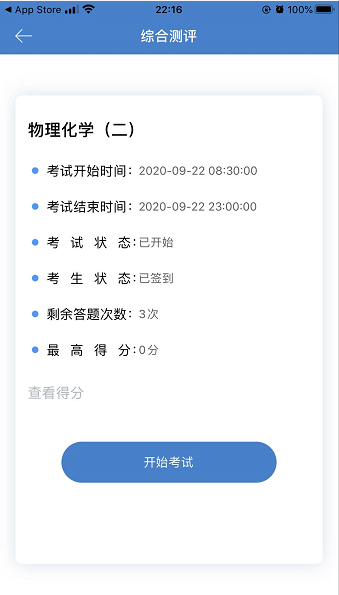 App Store 22:16 100%
综合测评
物理化学（二）
考试开始时间：2020-09-22 08:30:00
考试结束时间：2020-09-22 23:00:00
考试状态：已开始
考生状态：已签到
剩余答题次数：3次
最高得分：0分
查看得分
开始考试